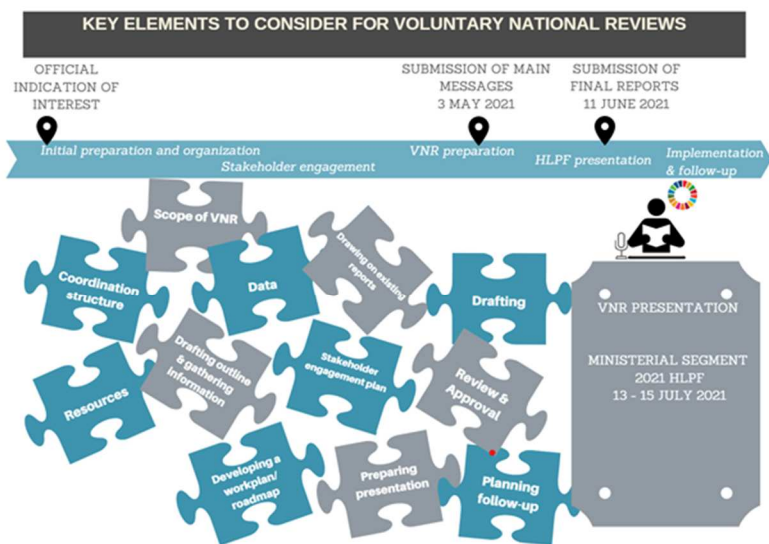 KEY ELEMENTS TO CONSIDER FOR VOLUNTARY NATIONAL REVIEWS
OFFICIAL
INDICATION OF
INTEREST
SUBMISSION OF MAIN
MESSAGES
3 MAY 2021
SUBMISSION OF
FINAL REPORTS
11 JUNE 2021
Initial preparation and organization
Stakeholder engagement
VNR preparation
HLPF presentation
Implementation
& follow-up
Scope of VNR
Coordination
structure
Data
Drawing on existing
reports
Drafting
Resources
Drafting outline
& gathering
information
Stakeholder
engagement plan
Review &
Approval
Developing a
workplan/
roadmap
Preparing
presentation
Planning
follow-up
VNR PRESENTATION
MINISTERIAL SEGMENT
2021 HLPF
13 - 15 JULY 2021